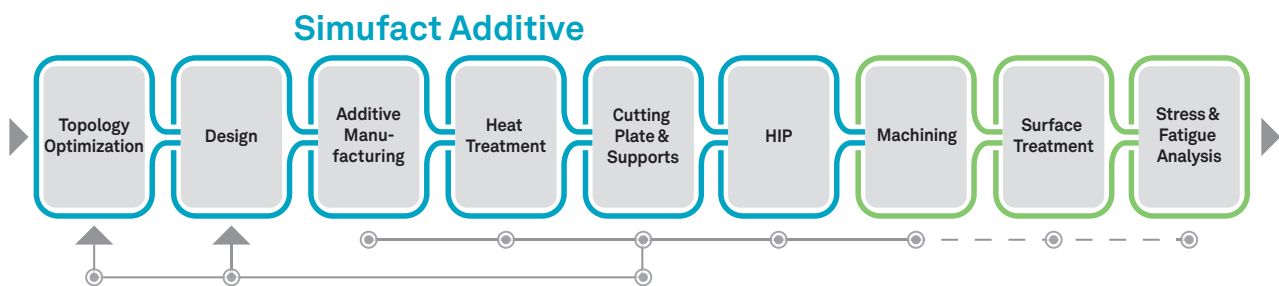 Simufact Additive
Topology
Optimization
Design
Additive
Manu-
facturing
Heat
Treatment
Cutting
Plate &
Supports
HIP
Machining
Surface
Treatment
Stress &
Fatigue
Analysis